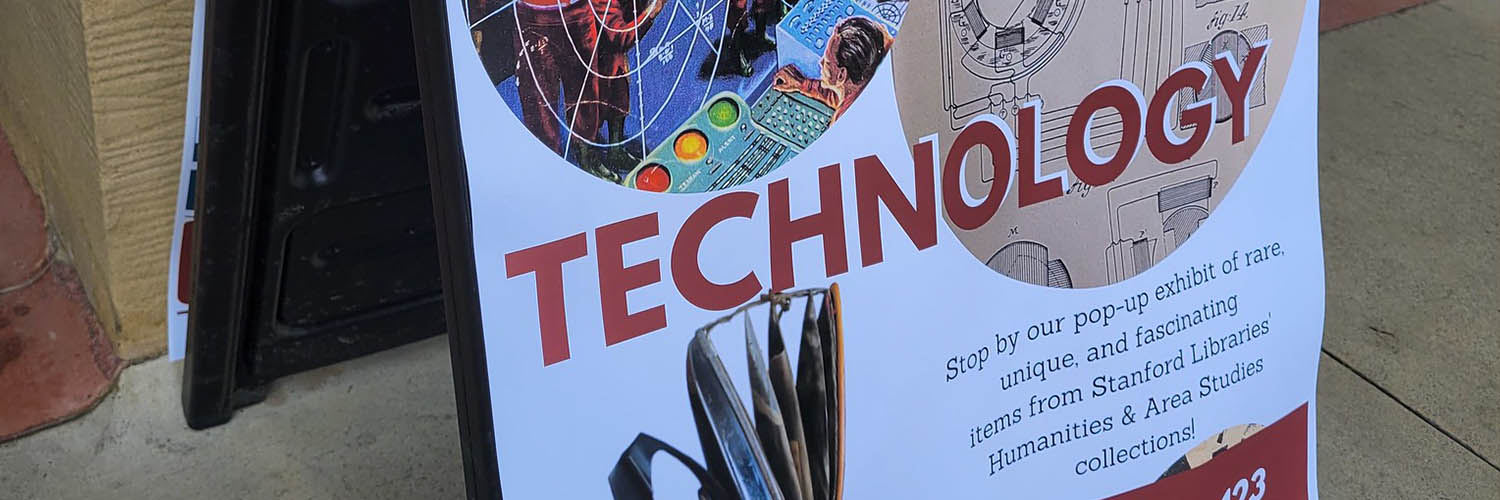 Fig. 14.
TECHNOLOGY
Stop by our pop-up exhibit of rare,
unique, and fascinating
items from Stanford Libraries'
Humanities & Area Studies
collections!
123